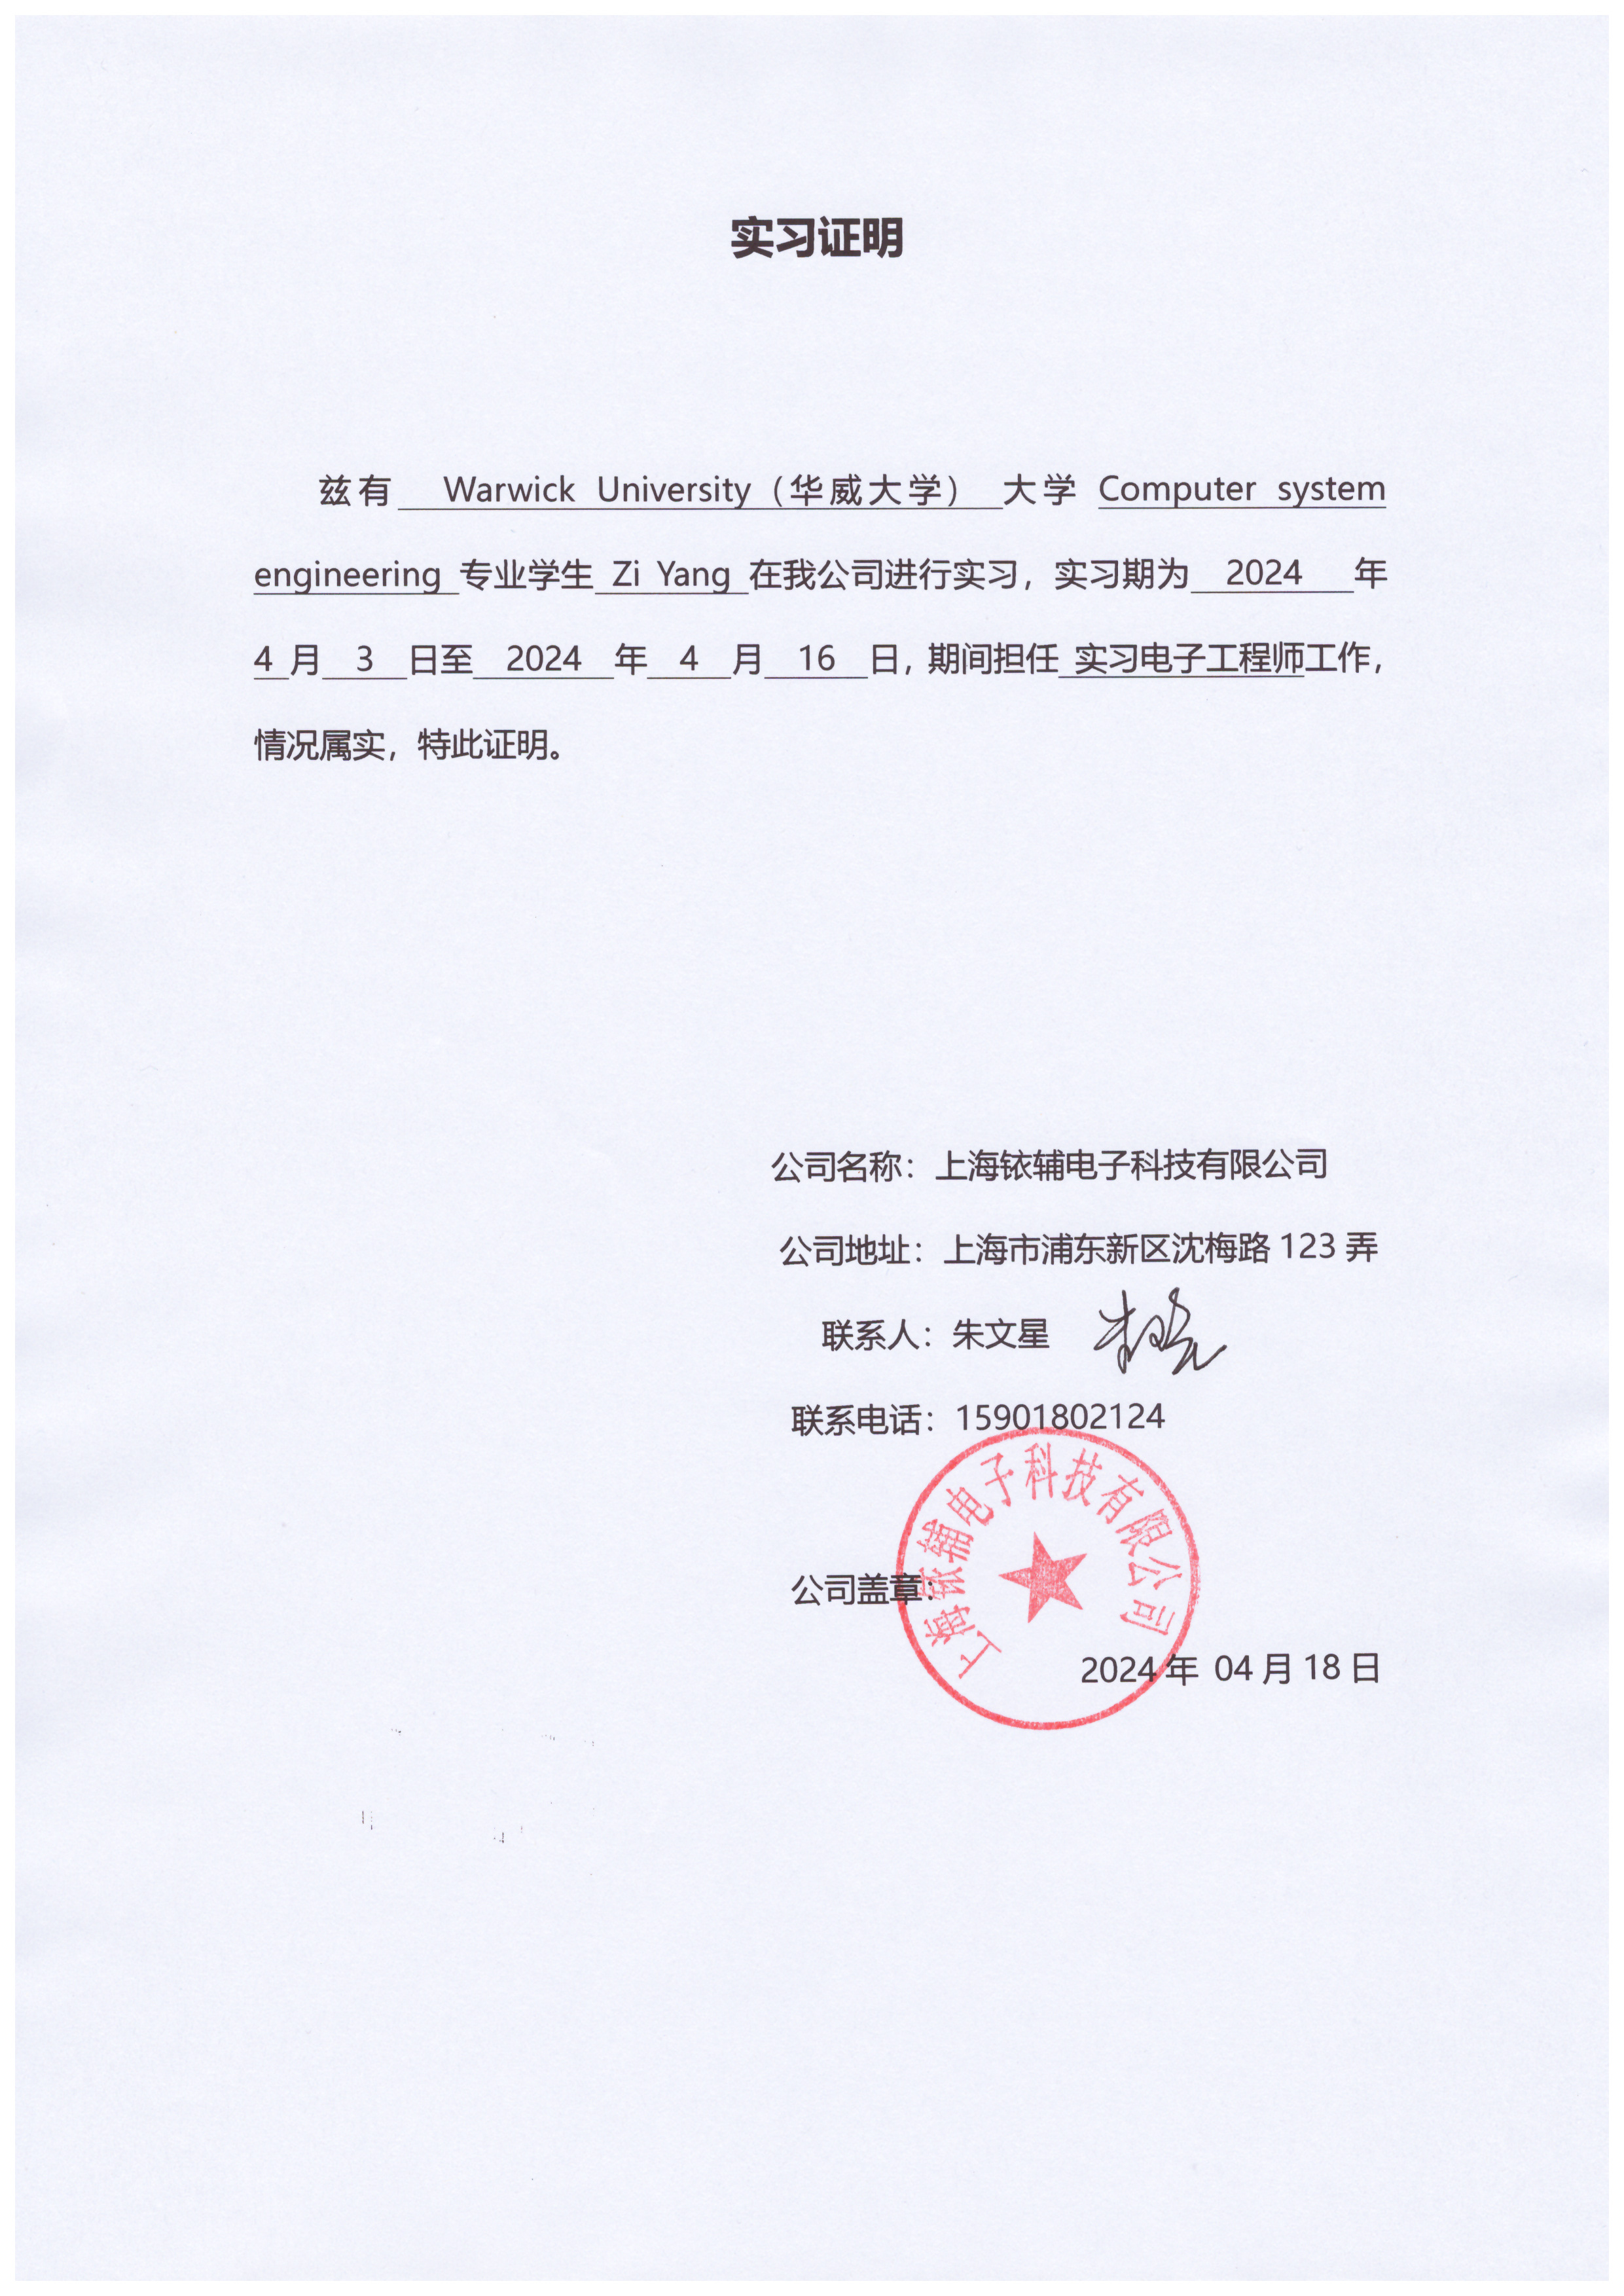 实习证明
兹有 Warwick University（华威大学） 大学 Computer system
engineering 专业学生 Zi Yang 在我公司进行实习，实习期为 2024 年
4 月 3 日至 2024 年 4 月 16 日，期间担任 实习电子工程师工作，
情况属实，特此证明。
公司名称：上海铱辅电子科技有限公司
公司地址：上海市浦东新区沈梅路 123 弄
联系人：朱文星
联系电话：15901802124
上海铱辅电子科技有限公司
公司盖章：
2024 年 04 月 18 日